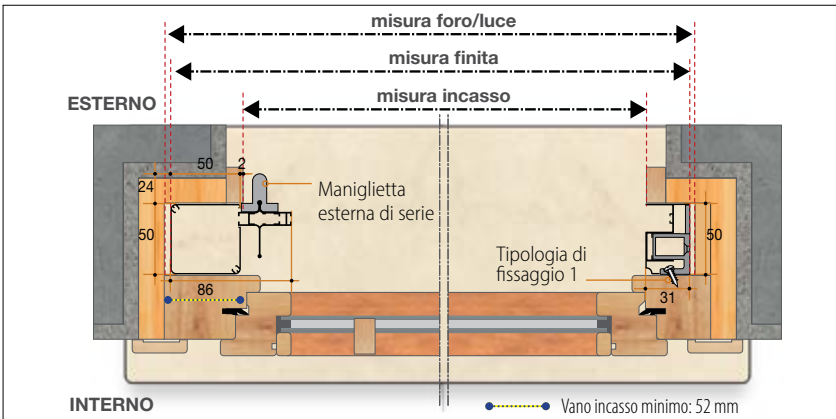 misura foro/luce
misura finita
ESTERNO
misura incasso
50
2
24
Maniglietta
esterna di serie
50
50
Tipologia di
fissaggio 1
86
31
INTERNO
Vano incasso minimo: 52 mm